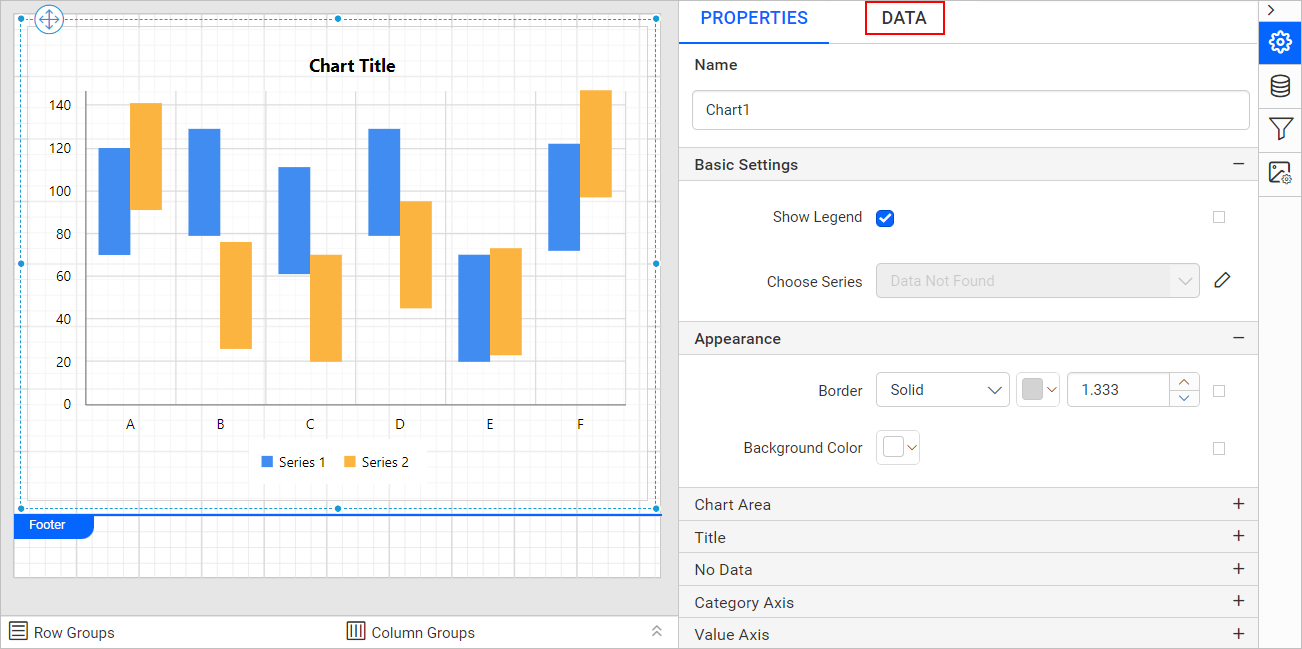 Chart Title
140
120
100
80
60
40
20
0
A B C D E F
Series 1 Series 2
Footer
Row Groups
Column Groups
PROPERTIES
DATA
Name
Chart1
Basic Settings
Show Legend
Choose Series Data Not Found
Appearance
Border Solid 1.333
Background Color
Chart Area
Title
No Data
Category Axis
Value Axis